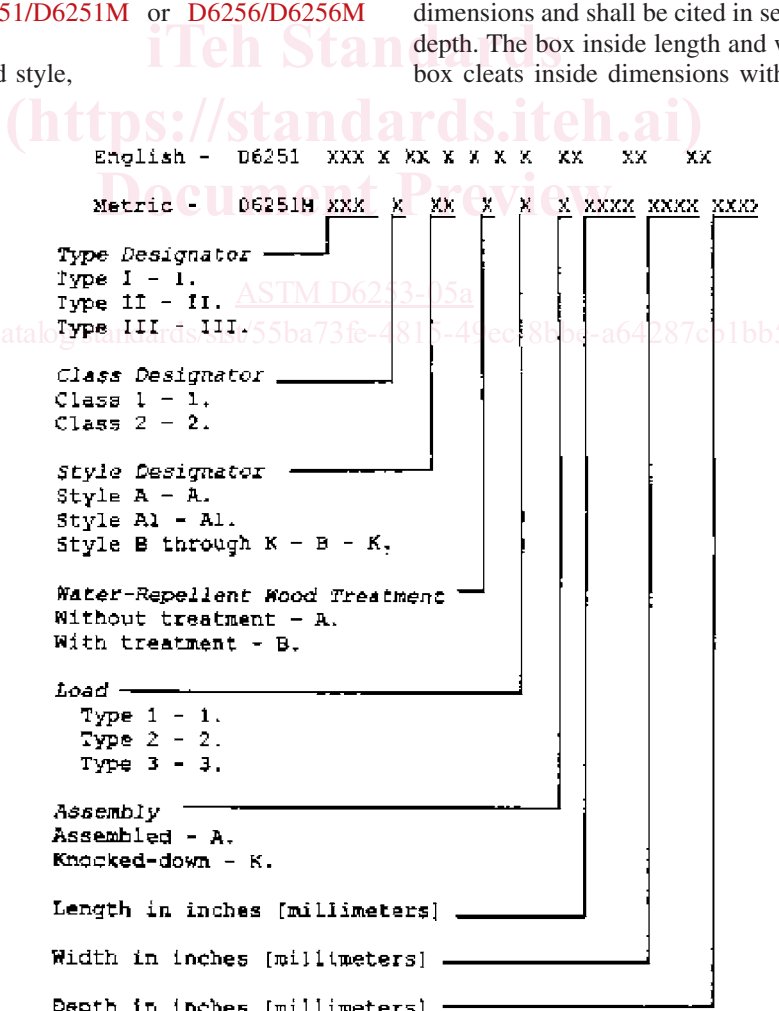 51/D6251M or D6256/D6256M
d style,
dimensions and shall be cited in se
depth. The box inside length and w
box cleats inside dimensions with
iTeh Standards
(https://standards.iteh.ai)
Document Preview
English - D6251 XXX X XX X X X X XX XX XX
Metric - D6251M XXX X XX X X X XXXX XXXX XXXX
Type Designator
Type I - I.
Type II - II.
Type III - III.
ASTM D6253-05a
Class Designator
Class 1 - 1.
Class 2 - 2.
Style Designator
Style A - A.
Style A1 - A1.
Style B through K - B - K.
Water-Repellent Wood Treatment
Without treatment - A.
With treatment - B.
Load
Type 1 - 1.
Type 2 - 2.
Type 3 - 3.
Assembly
Assembled - A.
Knocked-down - K.
Length in inches [millimeters]
Width in inches [millimeters]
Depth in inches [millimeters]